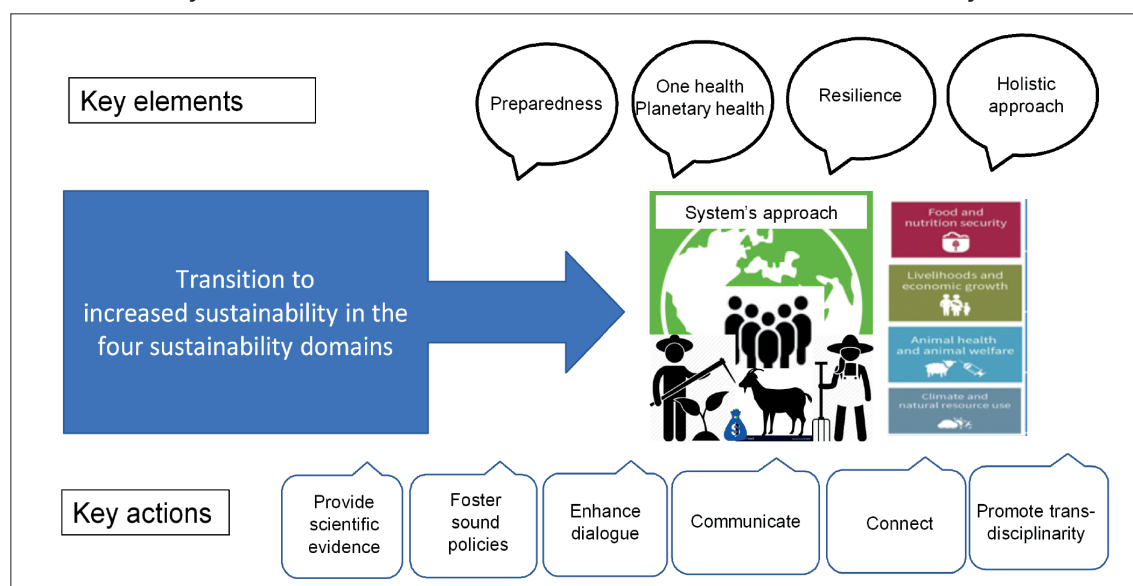 Key elements
Preparedness
One health
Planetary health
Resilience
Holistic
approach
Transition to
increased sustainability in the
four sustainability domains
System's approach
Food and
nutrition security
Livelihoods and
economic growth
Animal health
and animal welfare
Climate and
natural resource use
Key actions
Provide
scientific
evidence
Foster
sound
policies
Enhance
dialogue
Communicate
Connect
Promote trans-
disciplinarity